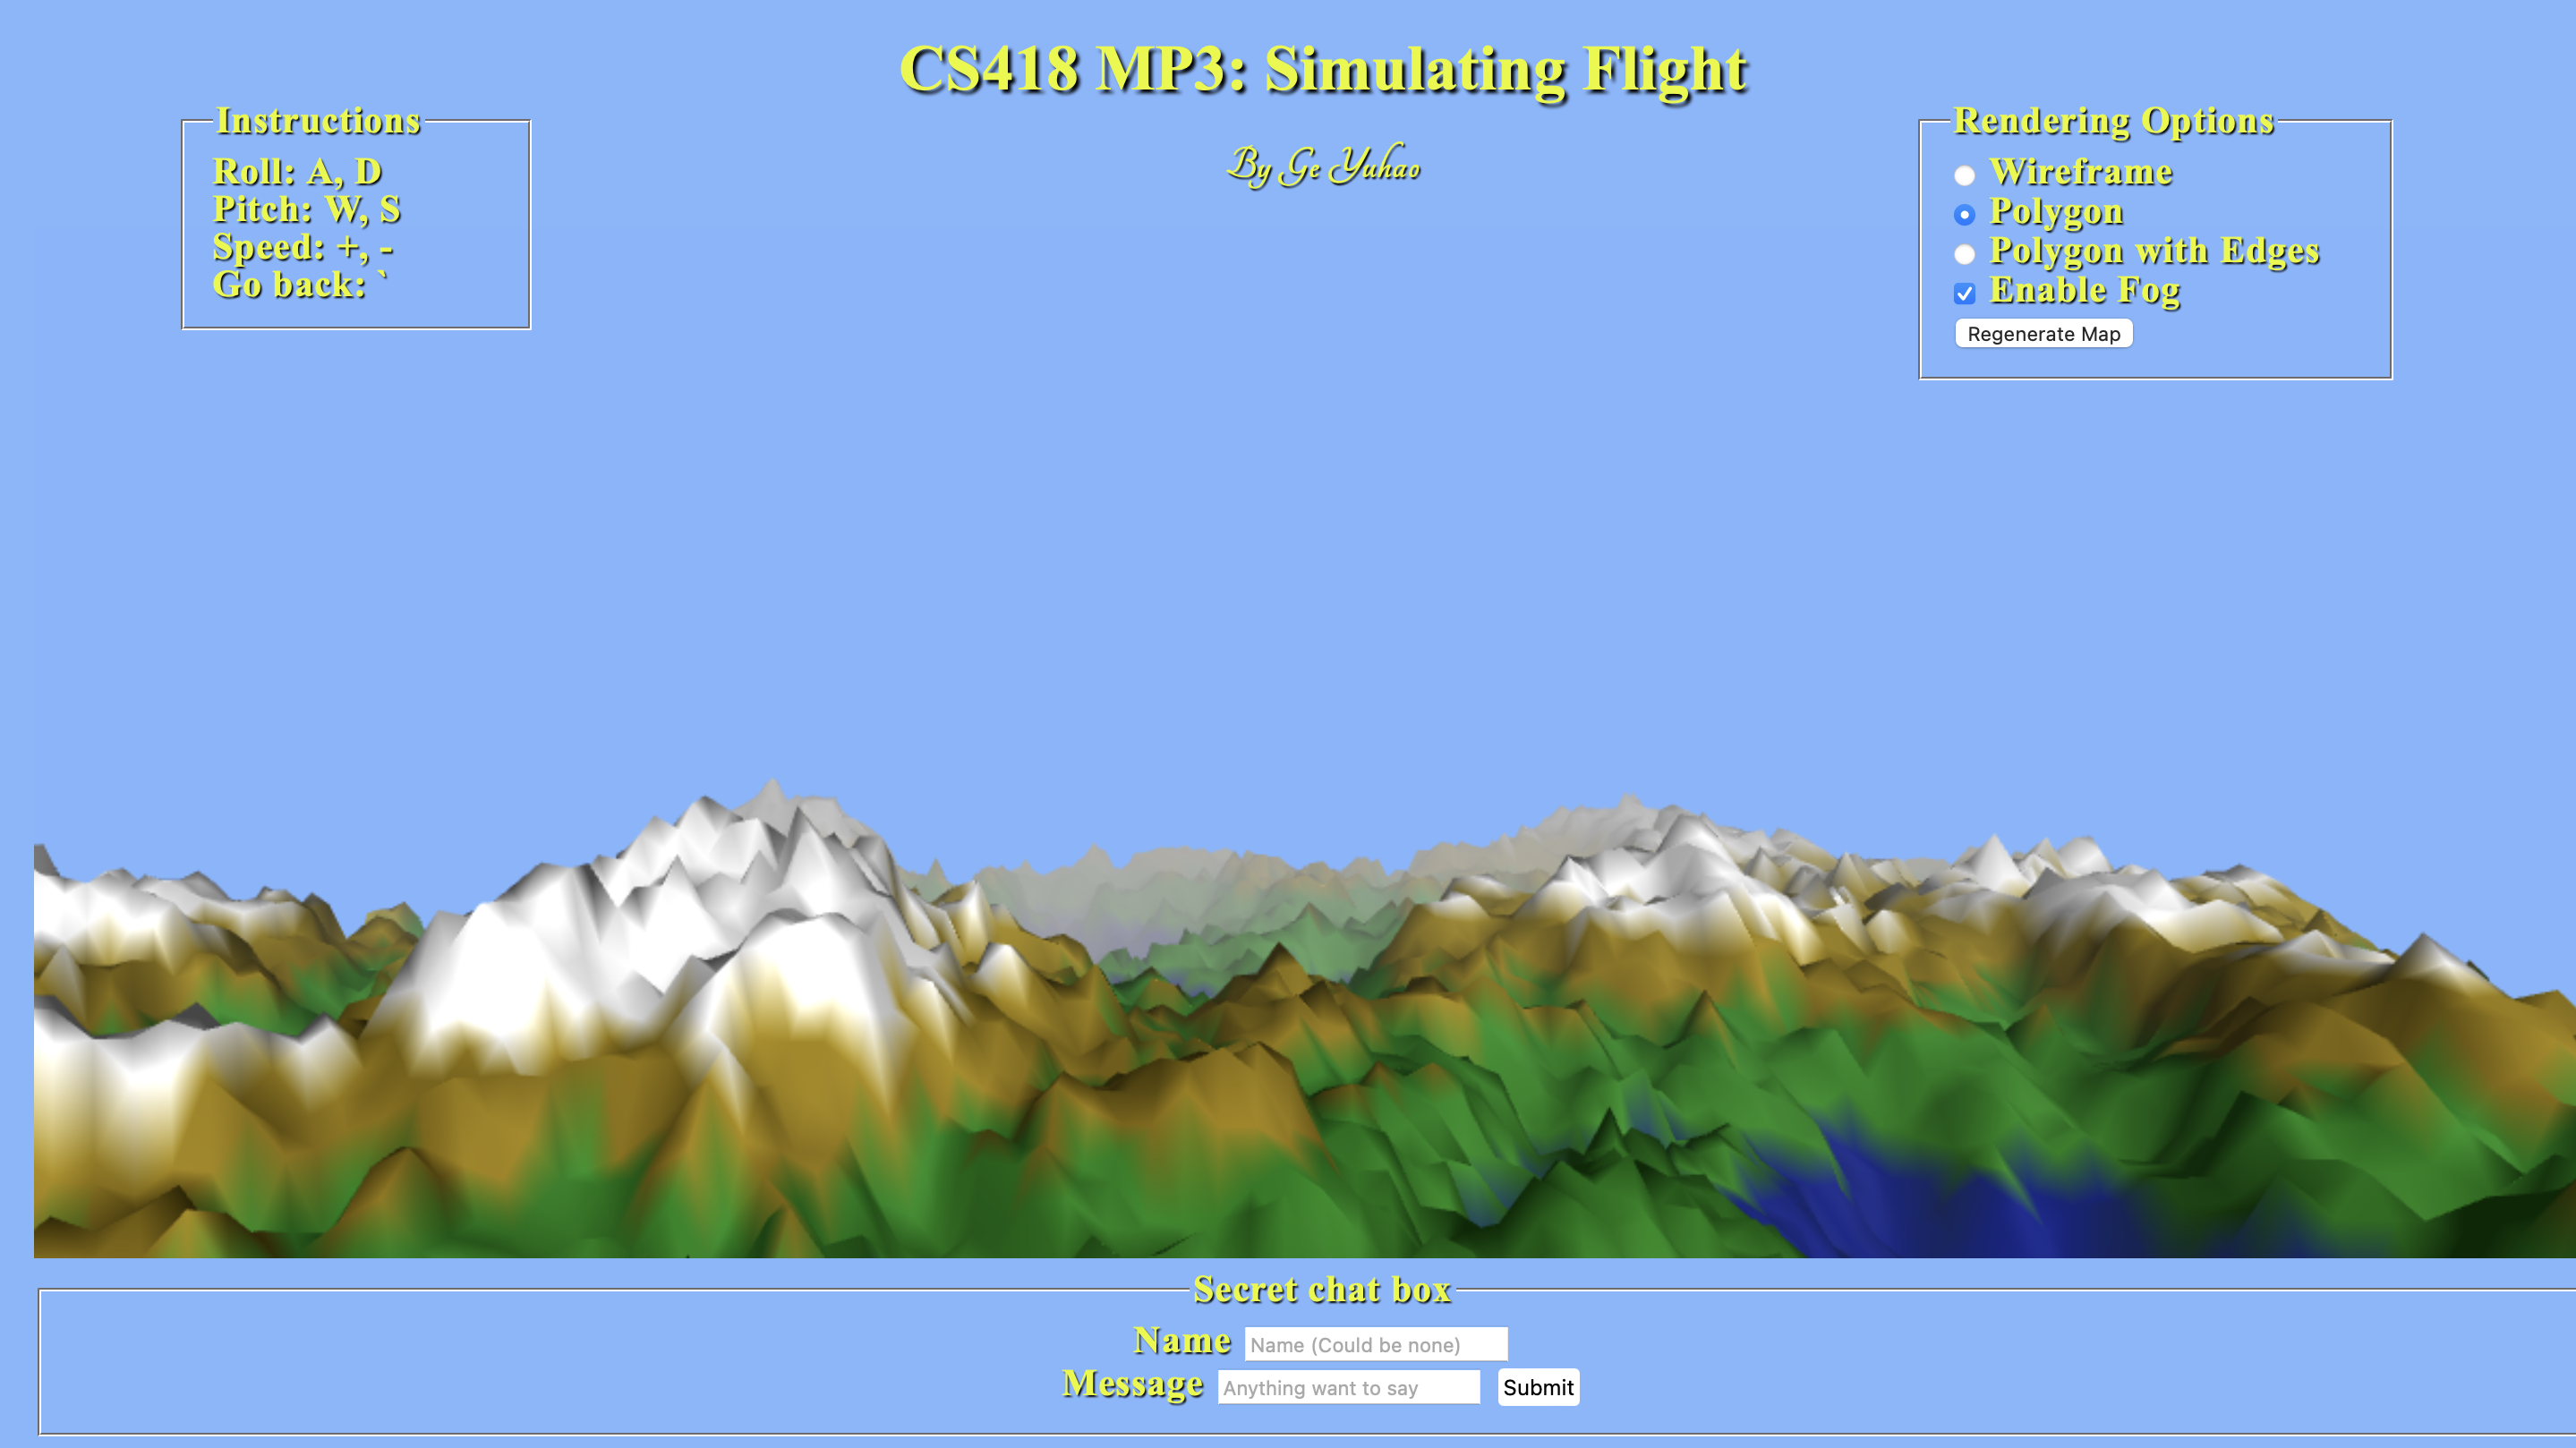 CS418 MP3: Simulating Flight
By Ge Yuhao
Instructions
Roll: A, D
Pitch: W, S
Speed: +, -
Go back: `
Rendering Options
Wireframe
Polygon
Polygon with Edges
Enable Fog
Regenerate Map
Secret chat box
Name Name (Could be none)
Message Anything want to say Submit